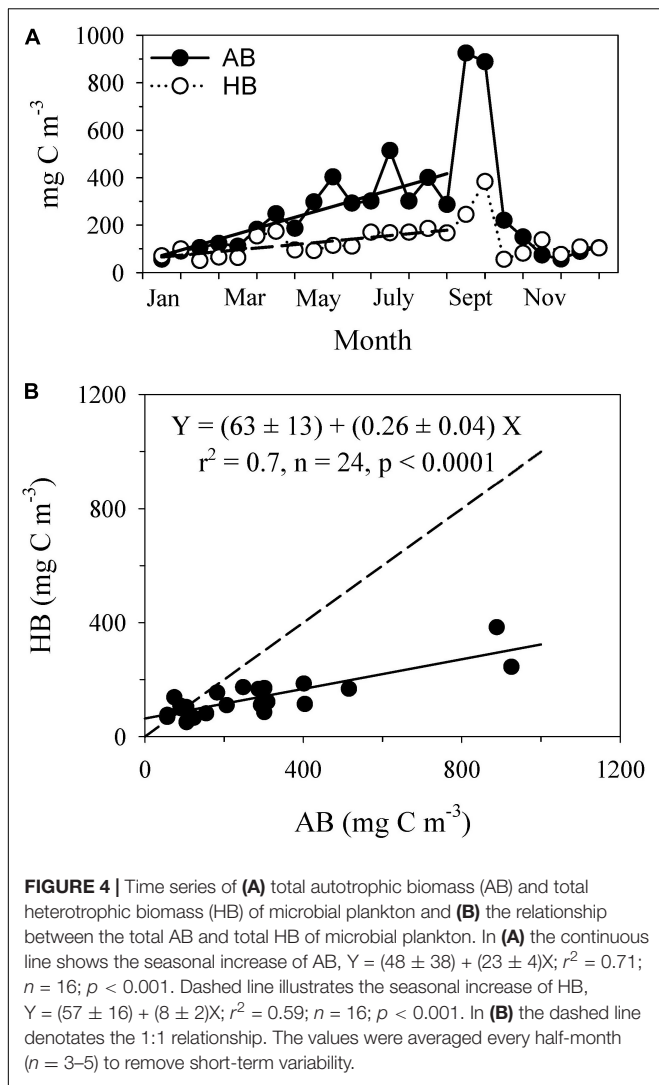 A
1000
800
600
400
200
0
mg C m-3
AB
HB
Jan Mar May July Sept Nov
Month
B
1200
800
400
0
HB (mg C m-3)
Y = (63 ± 13) + (0.26 ± 0.04) X
r2 = 0.7, n = 24, p < 0.0001
0 400 800 1200
AB (mg C m-3)
FIGURE 4 | Time series of (A) total autotrophic biomass (AB) and total
heterotrophic biomass (HB) of microbial plankton and (B) the relationship
between the total AB and total HB of microbial plankton. In (A) the continuous
line shows the seasonal increase of AB, Y = (48 ± 38) + (23 ± 4)X; r2 = 0.71;
n = 16; p < 0.001. Dashed line illustrates the seasonal increase of HB,
Y = (57 ± 16) + (8 ± 2)X; r2 = 0.59; n = 16; p < 0.001. In (B) the dashed line
denotates the 1:1 relationship. The values were averaged every half-month
(n = 3–5) to remove short-term variability.